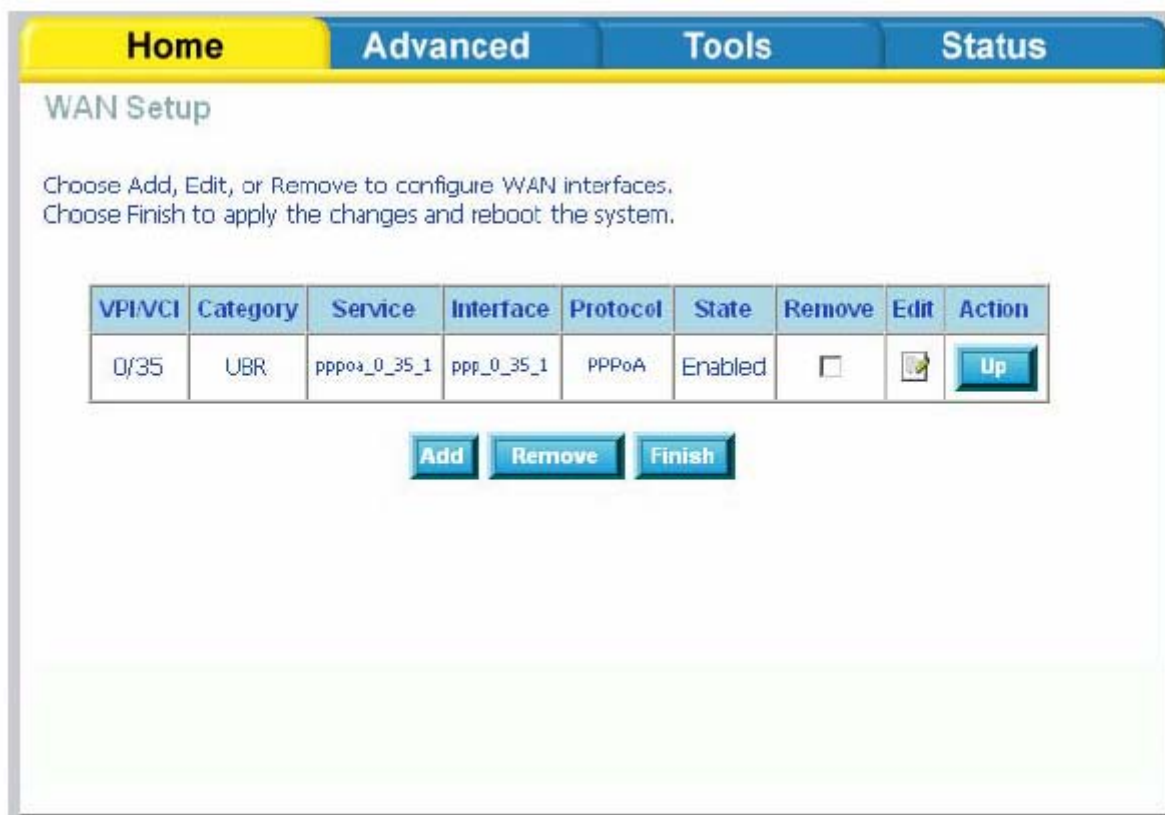 Home Advanced Tools Status
WAN Setup
Choose Add, Edit, or Remove to configure WAN interfaces.
Choose Finish to apply the changes and reboot the system.
VPI/VCI Category Service Interface Protocol State Remove Edit Action
0/35 UBR pppoa_0_35_1 ppp_0_35_1 PPPoA Enabled Up
Add Remove Finish